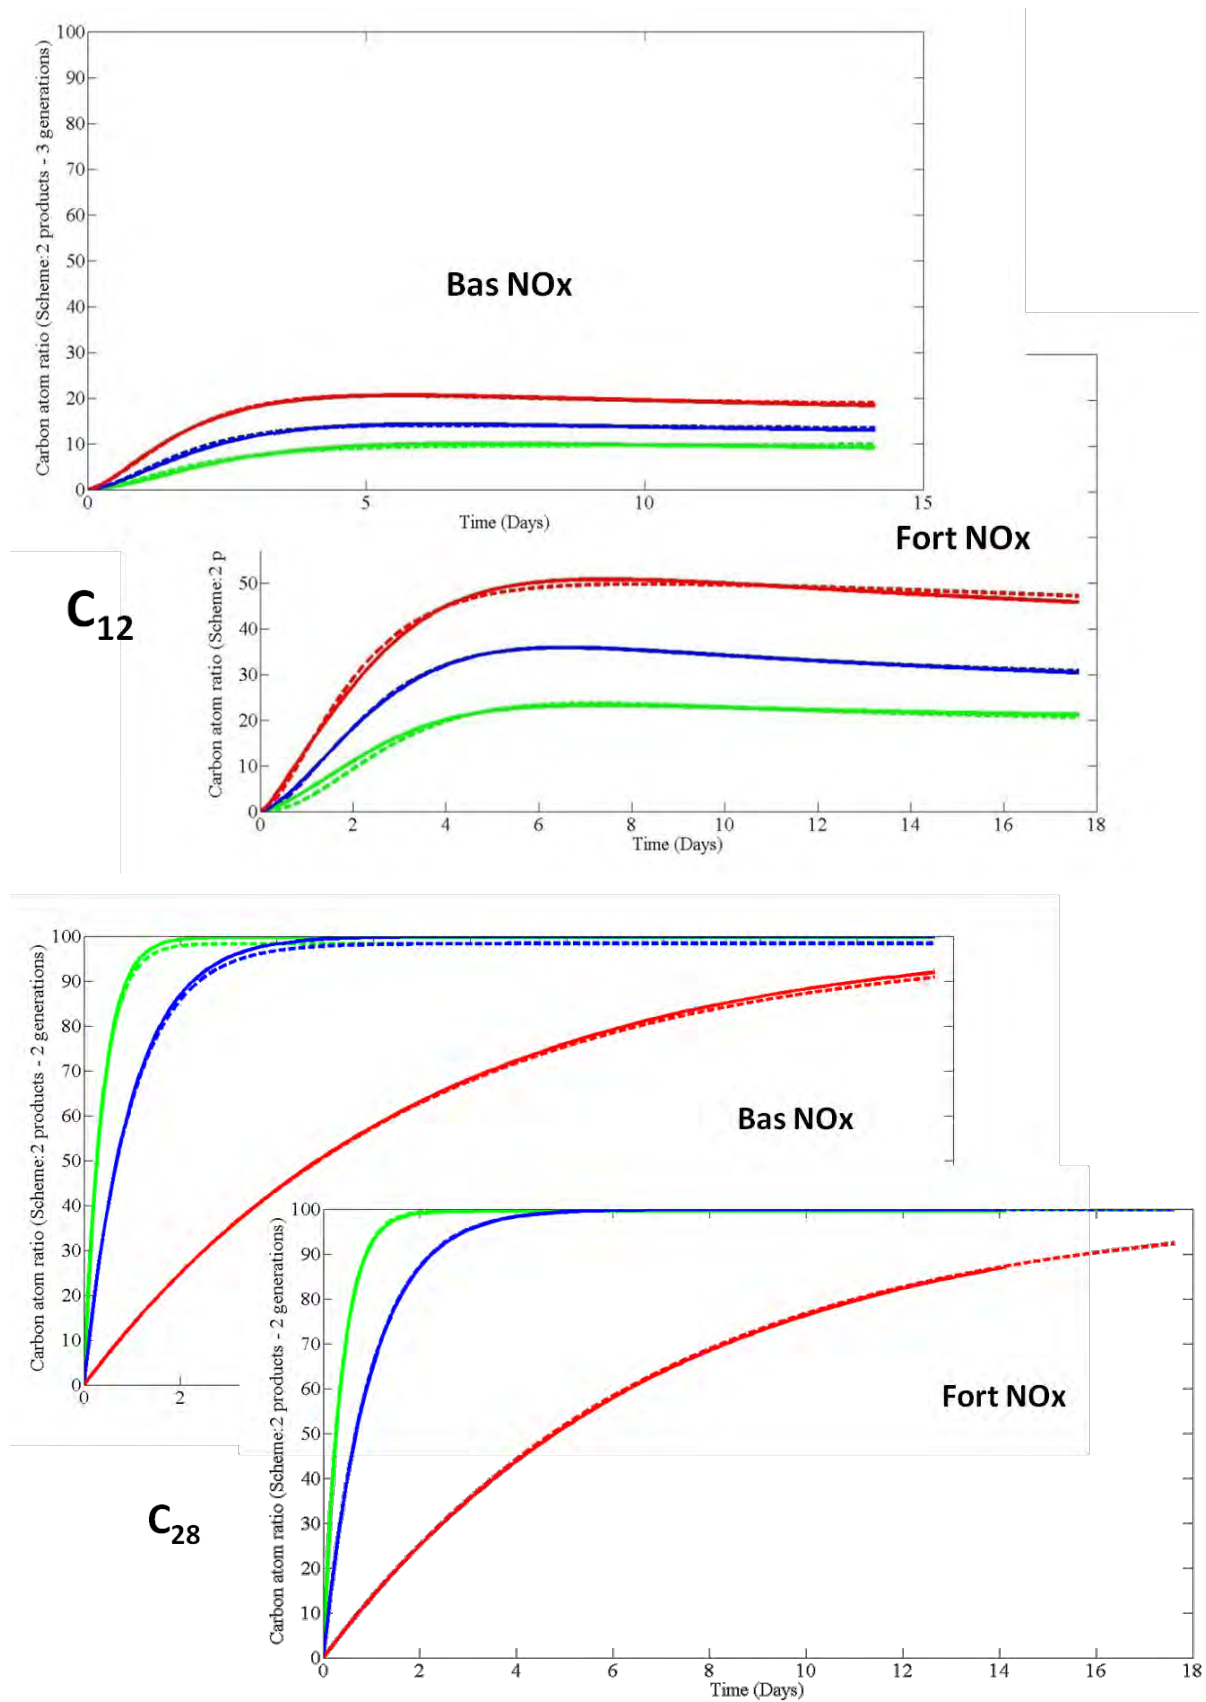 Carbon atom ratio (Scheme:2 products - 3 generations)
100
90
80
70
60
50
40
30
20
10
0
Bas NOx
0 5 10 15
Time (Days)
Fort NOx
C12
Carbon atom ratio (Scheme:2 p
50
40
30
20
10
0
0 2 4 6 8 10 12 14 16 18
Time (Days)
Carbon atom ratio (Scheme:2 products - 2 generations)
100
90
80
70
60
50
40
30
20
10
0
Bas NOx
0 2
Carbon atom ratio (Scheme:2 products - 2 generations)
100
90
80
70
60
50
40
30
20
10
0
Fort NOx
C28
0 2 4 6 8 10 12 14 16 18
Time (Days)